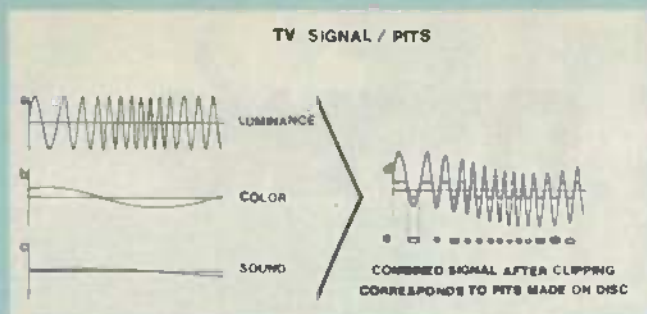 TV SIGNAL / PITS
a
LUMINANCE
b
COLOR
c
SOUND
d
e
COMBINED SIGNAL AFTER CLIPPING
CORRESPONDS TO PITS MADE ON DISC